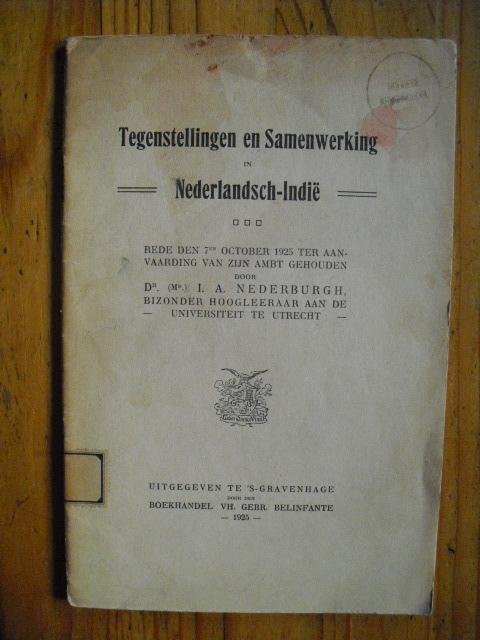 Tegenstellingen en Samenwerking
IN
Nederlandsch-Indië
REDE DEN 7DEN OCTOBER 1925 TER AAN-
VAARDING VAN ZIJN AMBT GEHOUDEN
DOOR
DR. (MR.) I. A. NEDERBURGH,
BIZONDER HOOGLEERAAR AAN DE
— UNIVERSITEIT TE UTRECHT —
UITGEGEVEN TE 'S-GRAVENHAGE
DOOR DEN
BOEKHANDEL VH. GEBR. BELINFANTE
— 1925 —